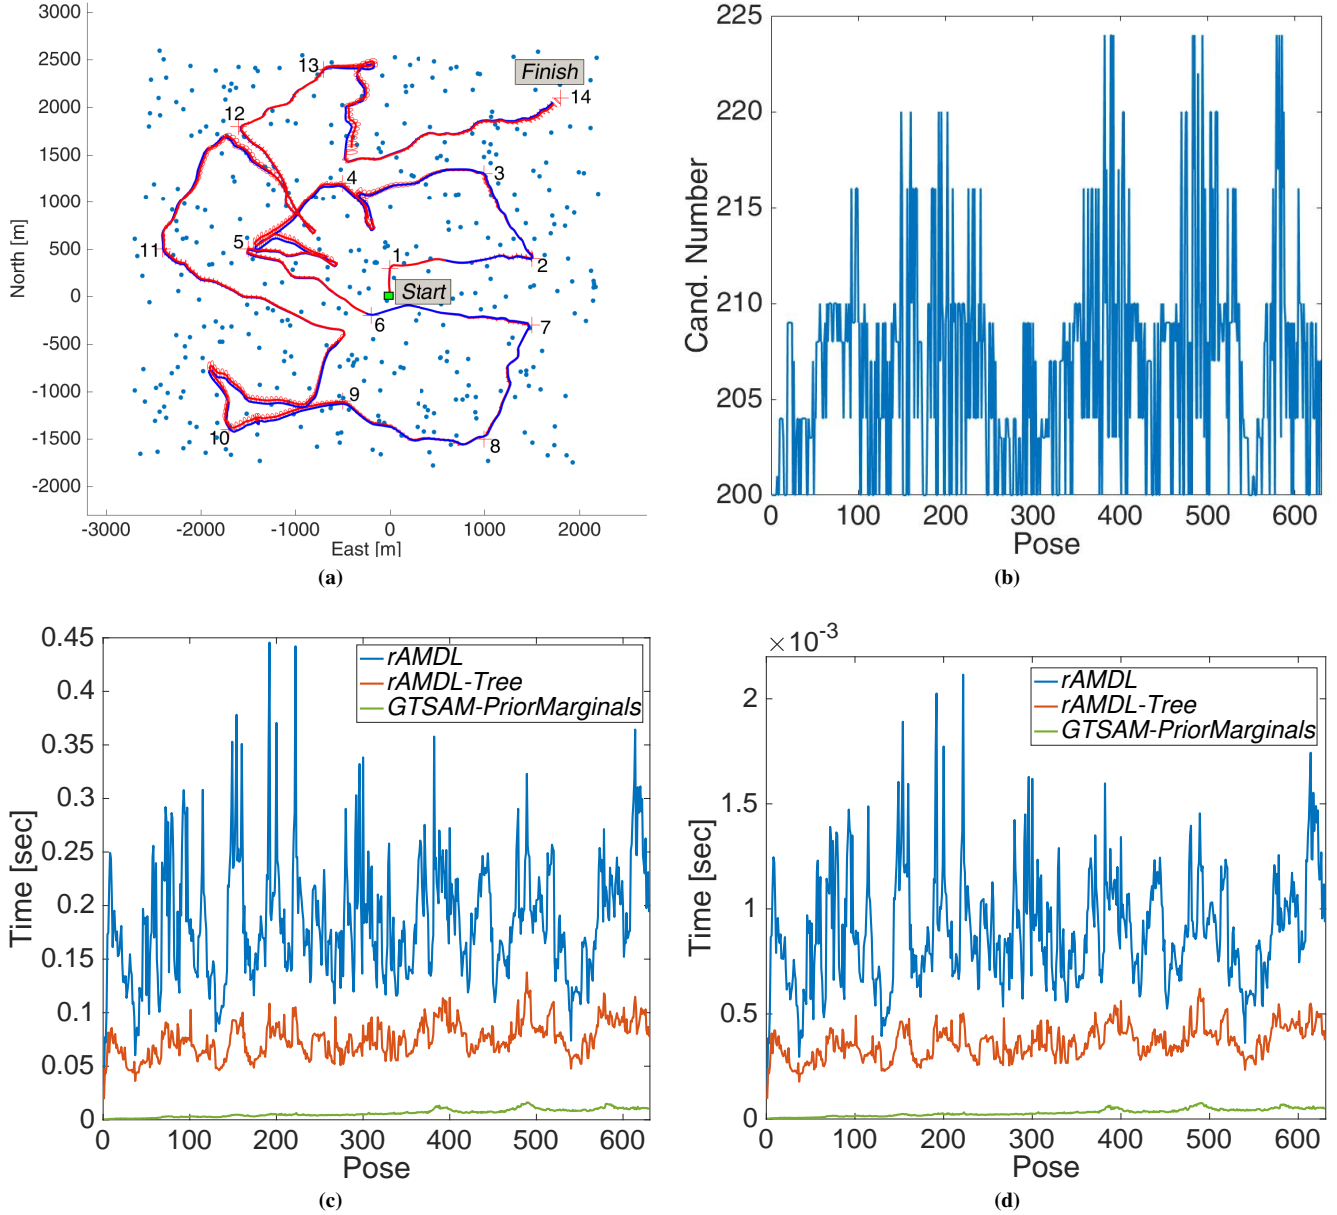 3000
2500
2000
1500
1000
500
0
-500
-1000
-1500
-2000
North [m]
-3000 -2000 -1000 0 1000 2000
East [m]
13
Finish
14
12
3
4
11
5
1
2
Start
6
7
9
10
8
(a)
225
220
215
210
205
200
Cand. Number
0 100 200 300 400 500 600
Pose
(b)
0.45
0.4
0.35
0.3
0.25
0.2
0.15
0.1
0.05
0
Time [sec]
rAMDL
rAMDL-Tree
GTSAM-PriorMarginals
0 100 200 300 400 500 600
Pose
(c)
×10-3
2
1.5
1
0.5
0
Time [sec]
rAMDL
rAMDL-Tree
GTSAM-PriorMarginals
0 100 200 300 400 500 600
Pose
(d)